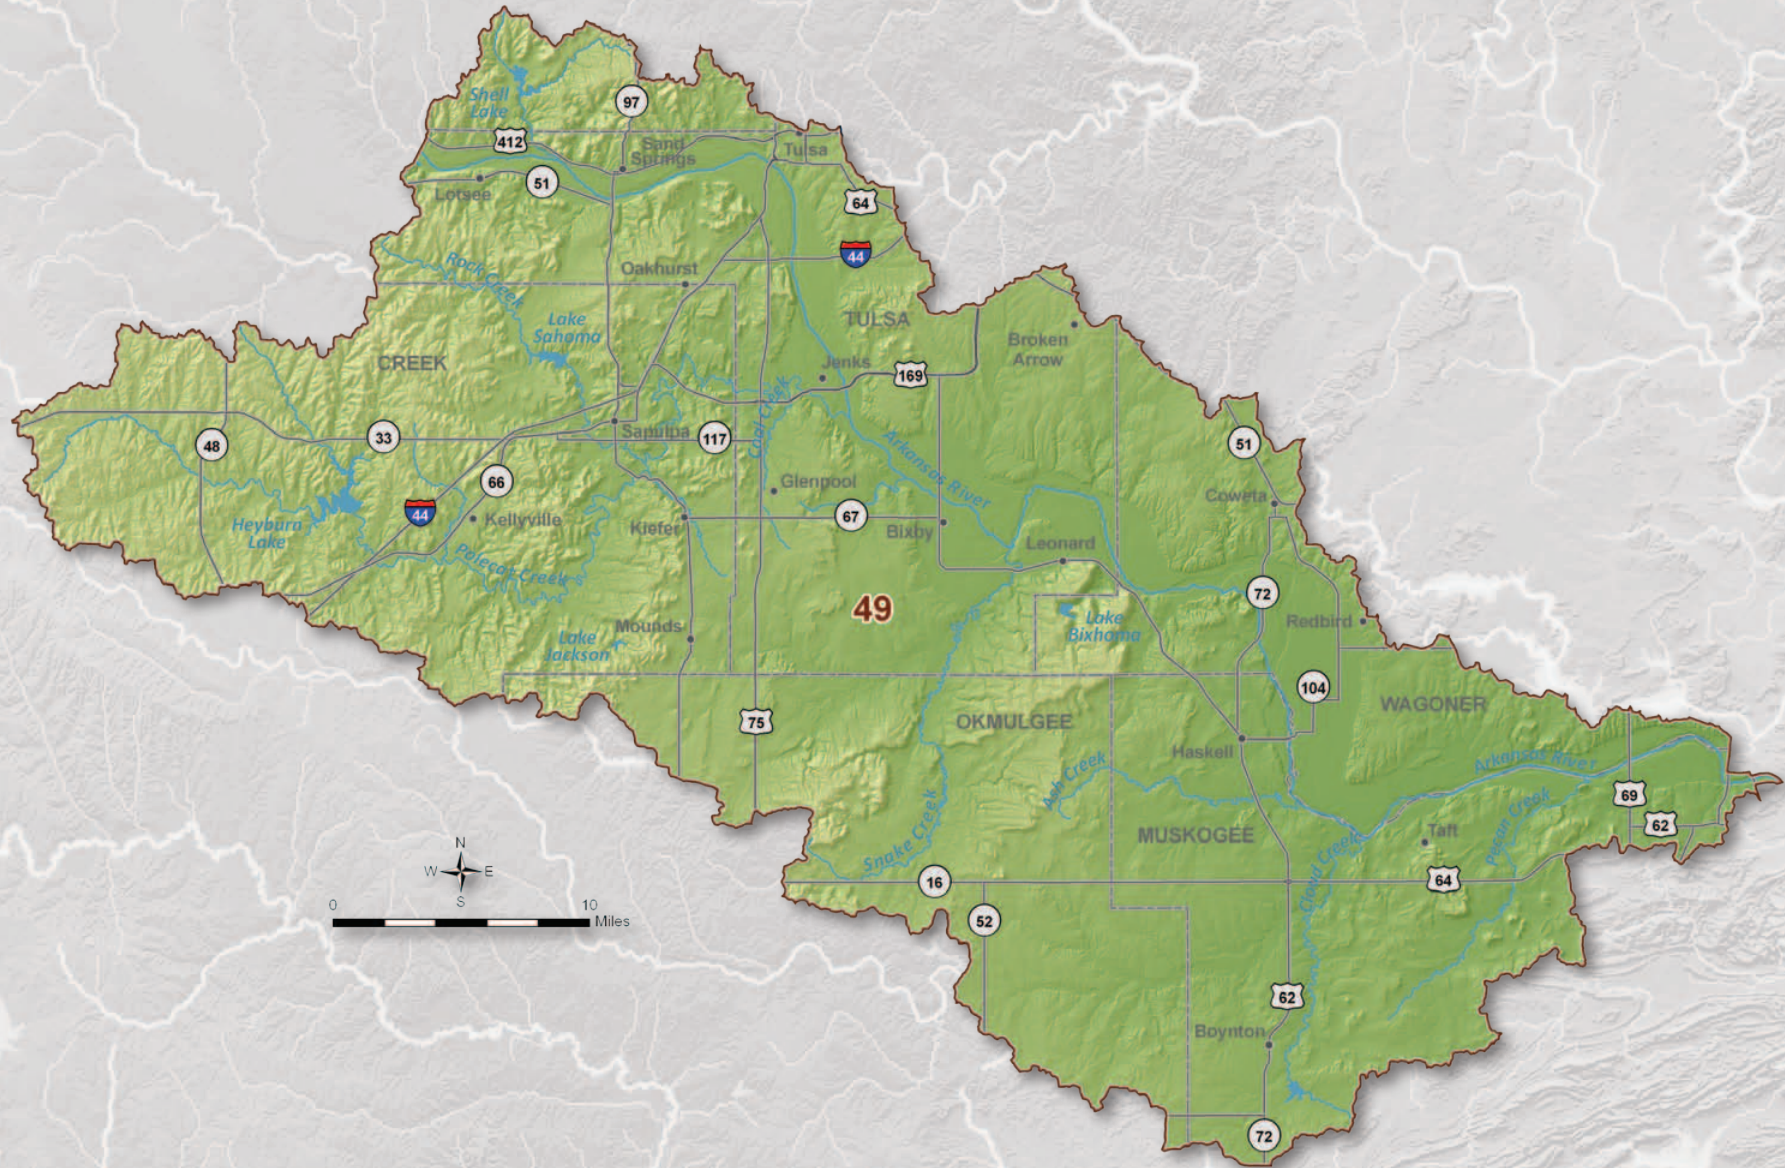 Shell
Lake
97
412
Sand
Springs
Tulsa
Lotsee
51
64
44
Rock Creek
Oakhurst
Lake
Sahoma
TULSA
Broken
Arrow
CREEK
Jenks
169
Coal Creek
48
33
Sapulpa
117
51
66
Glenpool
Arkansas River
Coweta
44
Kellyville
Heyburn
Lake
Kiefer
67
Bixby
Leonard
Polecat Creek
72
49
Redbird
Mounds
Lake
Bixhoma
Lake
Jackson
104
75
OKMULGEE
WAGONER
Haskell
Arkansas River
Ash Creek
69
62
Snake Creek
MUSKOGEE
Cloud Creek
Taft
Pecan Creek
16
64
52
N
W
E
S
0
10
Miles
62
Boynton
72